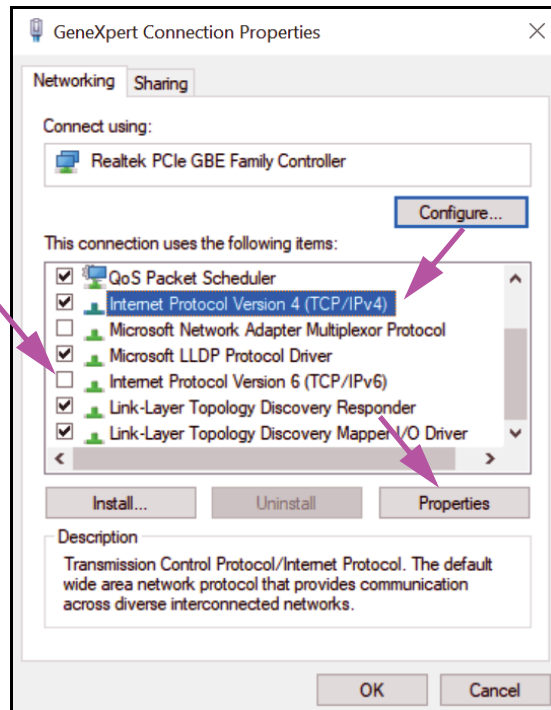 GeneXpert Connection Properties
Networking
Sharing
Connect using:
Realtek PCIe GBE Family Controller
Configure...
This connection uses the following items:
QoS Packet Scheduler
Internet Protocol Version 4 (TCP/IPv4)
Microsoft Network Adapter Multiplexor Protocol
Microsoft LLDP Protocol Driver
Internet Protocol Version 6 (TCP/IPv6)
Link-Layer Topology Discovery Responder
Link-Layer Topology Discovery Mapper I/O Driver
Install...
Uninstall
Properties
Description
Transmission Control Protocol/Internet Protocol. The default
wide area network protocol that provides communication
across diverse interconnected networks.
OK
Cancel